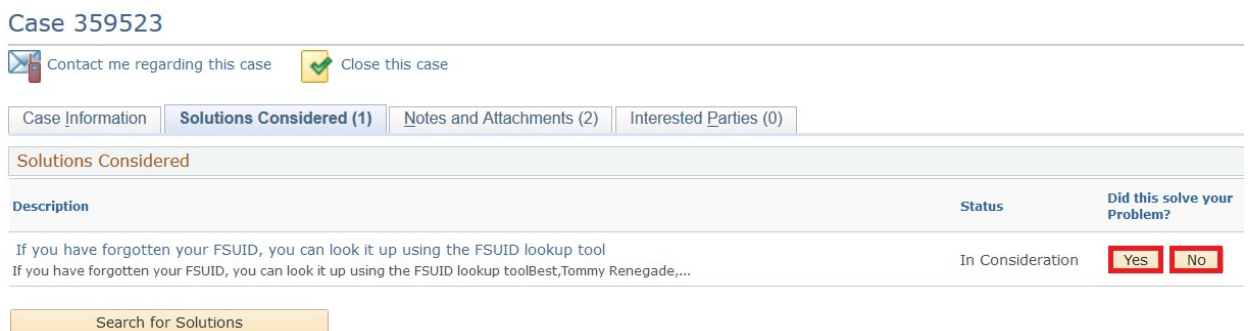 Case 359523
Contact me regarding this case
Close this case
Case Information
Solutions Considered (1)
Notes and Attachments (2)
Interested Parties (0)
Solutions Considered
Description
Status
Did this solve your
Problem?
If you have forgotten your FSUID, you can look it up using the FSUID lookup tool
If you have forgotten your FSUID, you can look it up using the FSUID lookup toolBest,Tommy Renegade,...
In Consideration
Yes
No
Search for Solutions